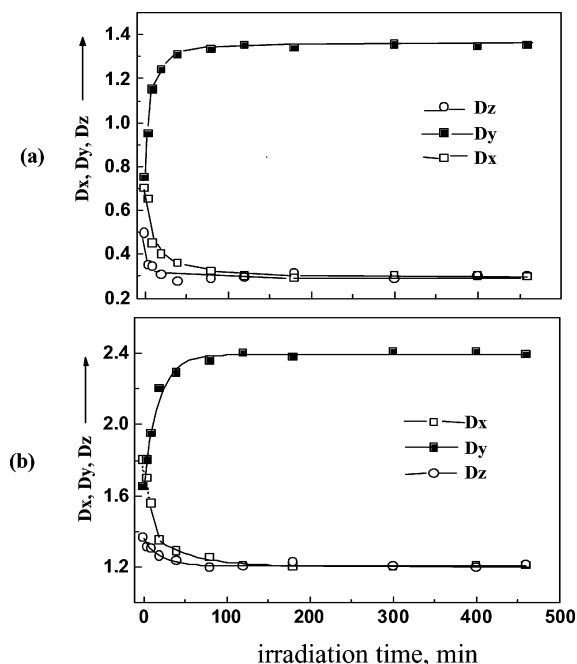 (a)
Dx, Dy, Dz
1.4
1.2
1.0
0.8
0.6
0.4
0.2
Dz
Dy
Dx
(b)
Dx, Dy, Dz
2.4
2.0
1.6
1.2
Dx
Dy
Dz
0 100 200 300 400 500
irradiation time, min